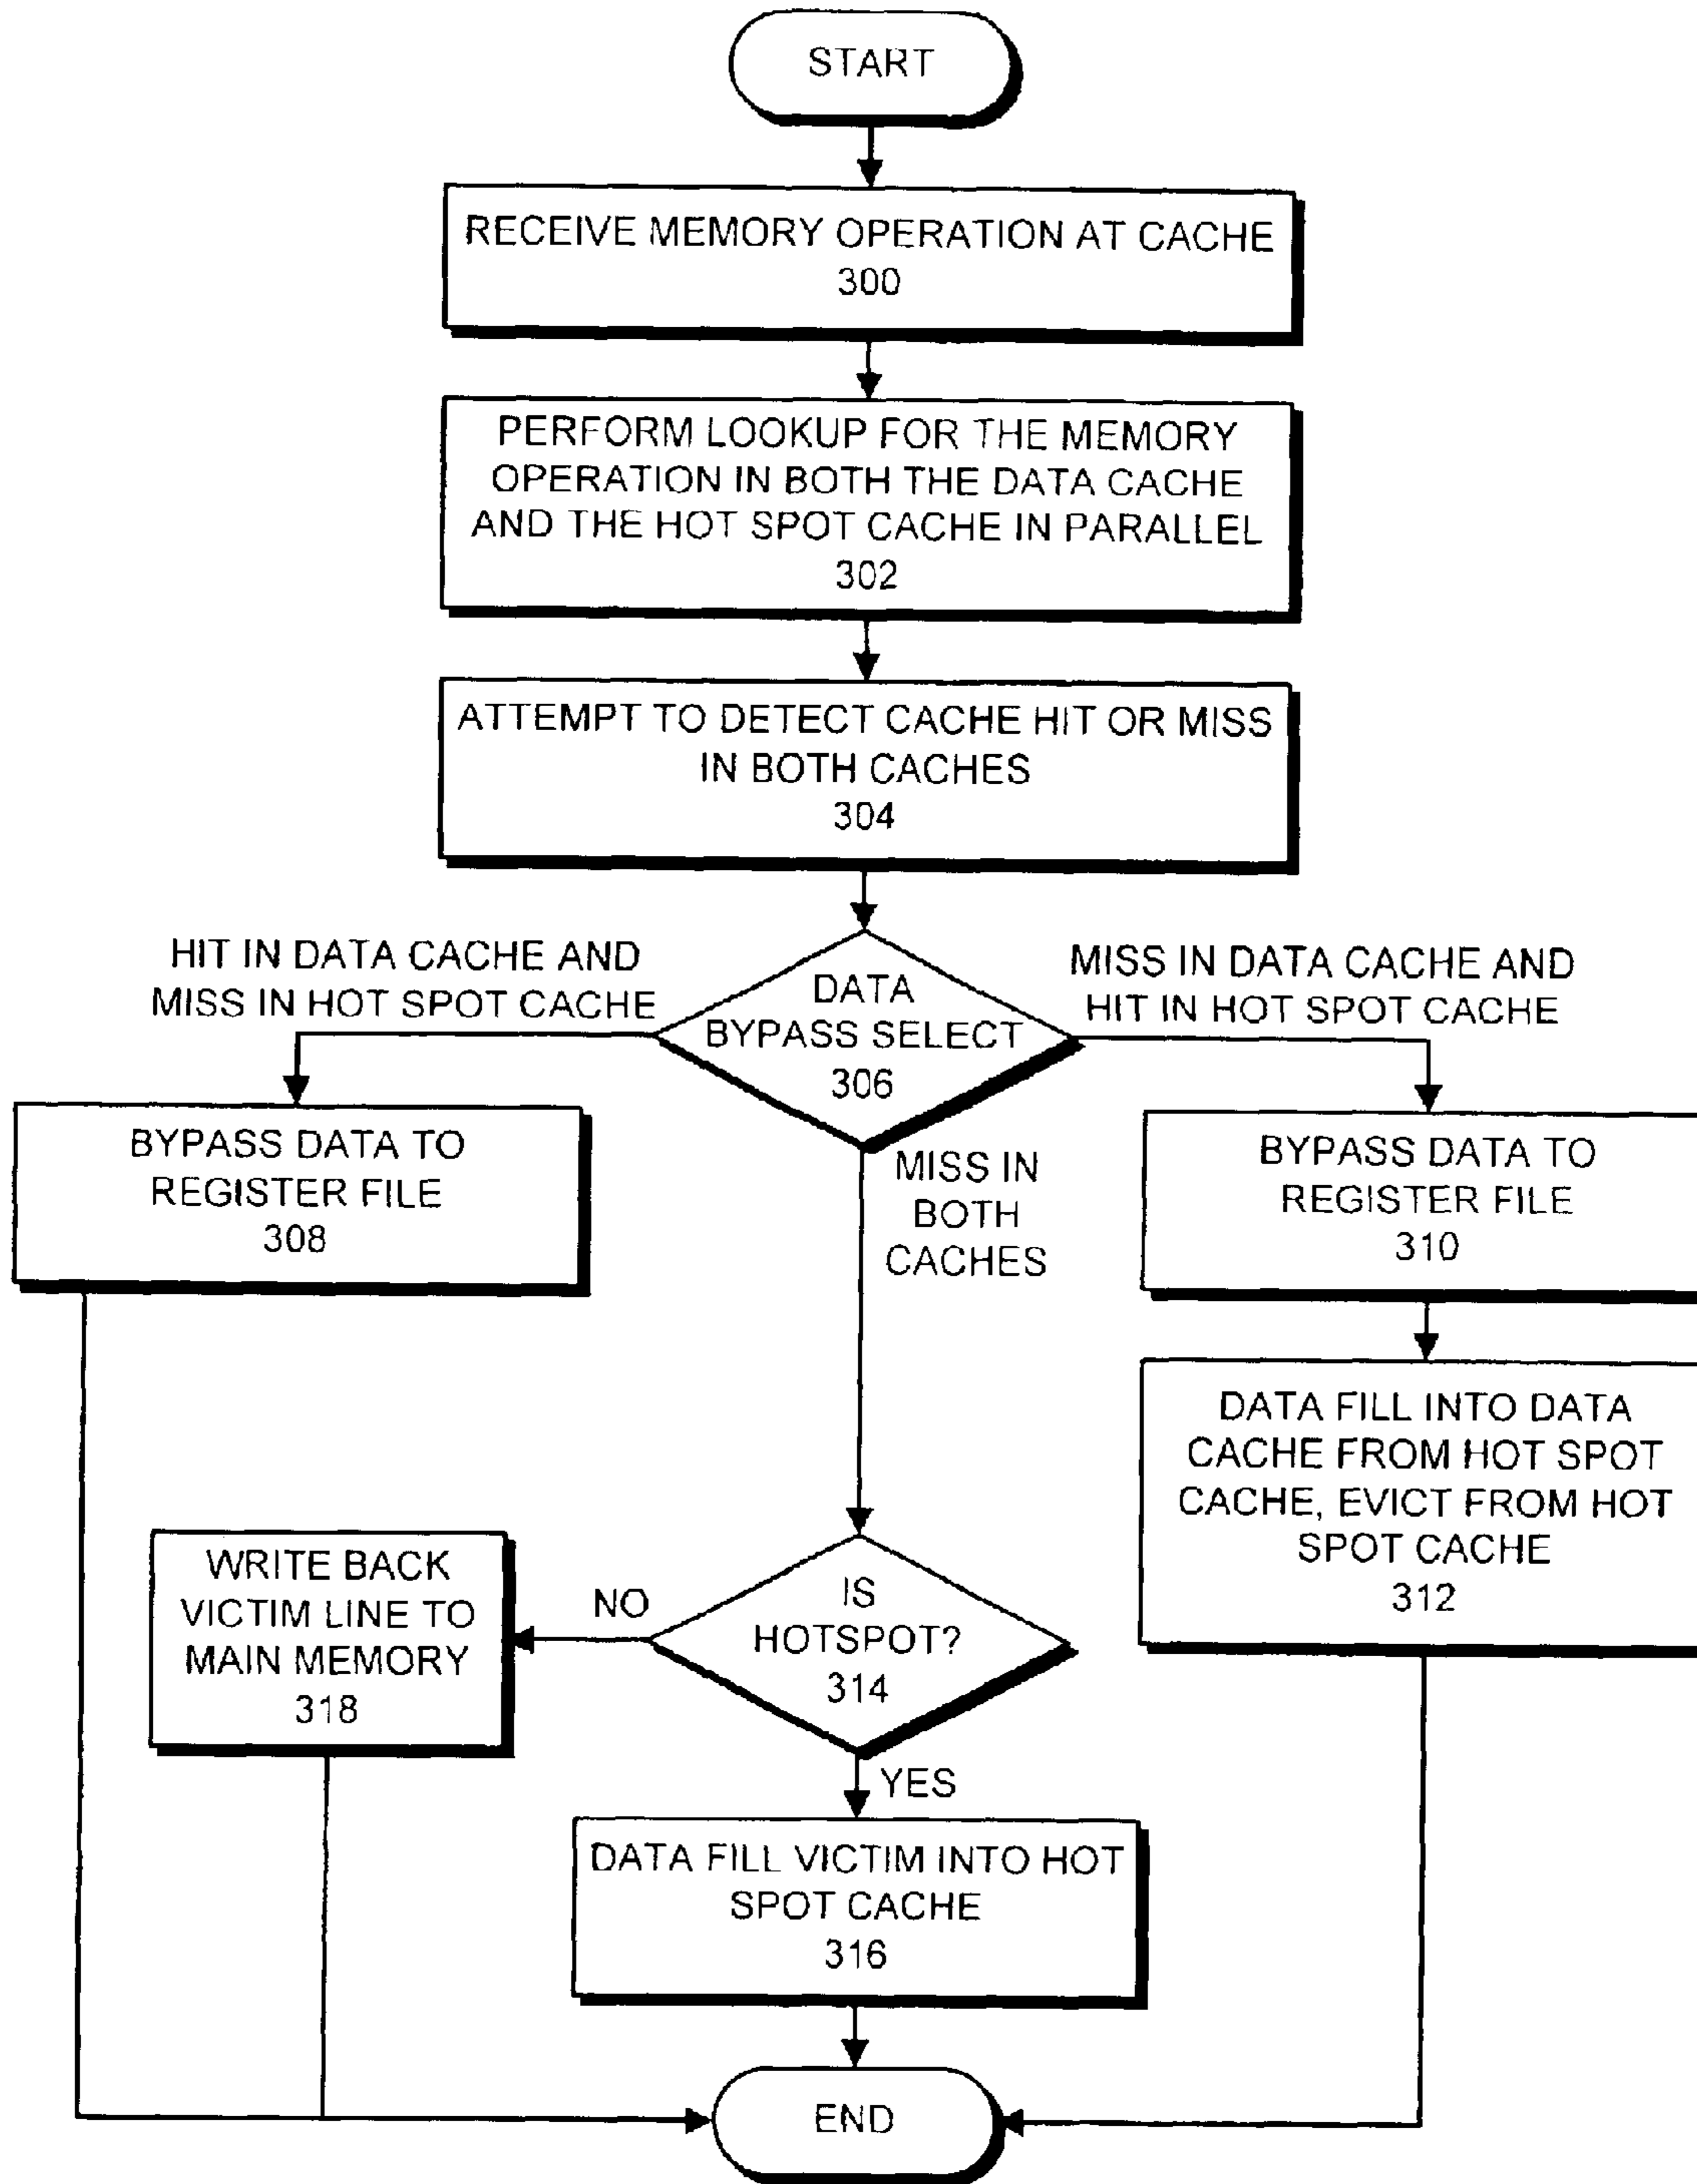 START
RECEIVE MEMORY OPERATION AT CACHE
300
PERFORM LOOKUP FOR THE MEMORY
OPERATION IN BOTH THE DATA CACHE
AND THE HOT SPOT CACHE IN PARALLEL
302
ATTEMPT TO DETECT CACHE HIT OR MISS
IN BOTH CACHES
304
HIT IN DATA CACHE AND
MISS IN HOT SPOT CACHE
DATA
BYPASS SELECT
306
MISS IN DATA CACHE AND
HIT IN HOT SPOT CACHE
BYPASS DATA TO
REGISTER FILE
308
MISS IN
BOTH
CACHES
BYPASS DATA TO
REGISTER FILE
310
DATA FILL INTO DATA
CACHE FROM HOT SPOT
CACHE, EVICT FROM HOT
SPOT CACHE
312
WRITE BACK
VICTIM LINE TO
MAIN MEMORY
318
NO
IS
HOTSPOT?
314
YES
DATA FILL VICTIM INTO HOT
SPOT CACHE
316
END